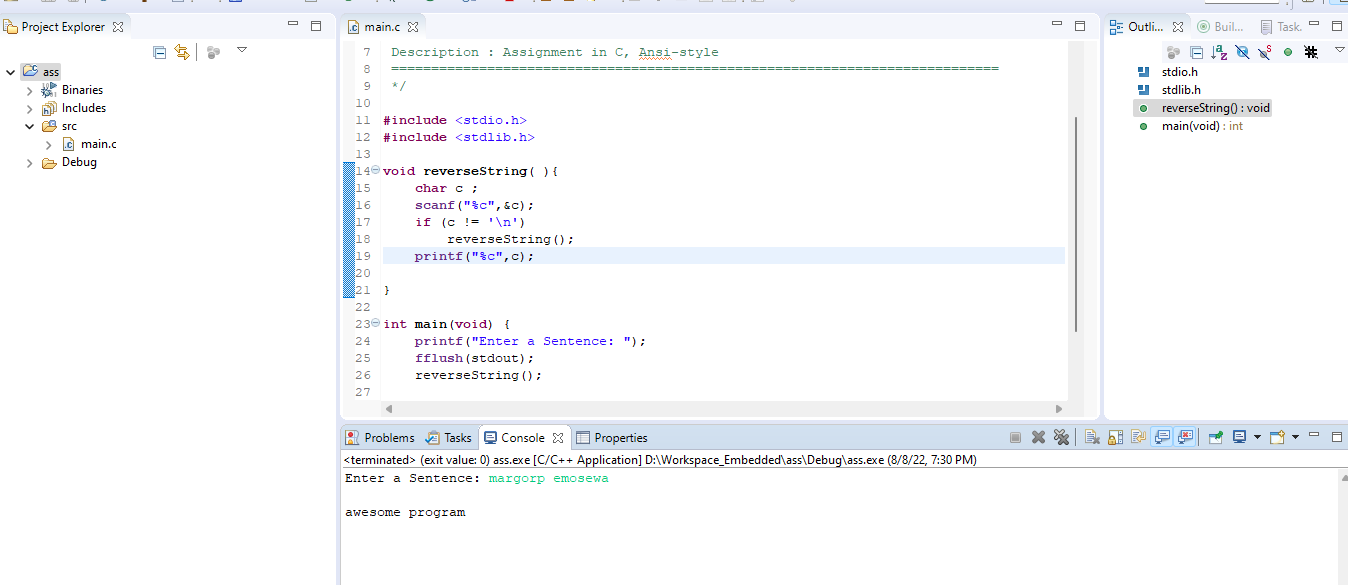 Project Explorer
ass
Binaries
Includes
src
main.c
Debug
main.c
7 Description : Assignment in C, Ansi-style
8 ============================================================================
9 */
10
11 #include <stdio.h>
12 #include <stdlib.h>
13
14 void reverseString( ){
15 char c ;
16 scanf("%c",&c);
17 if (c != '\n')
18 reverseString();
19 printf("%c",c);
20
21 }
22
23 int main(void) {
24 printf("Enter a Sentence: ");
25 fflush(stdout);
26 reverseString();
27
Outli...
Buil...
Task.
stdio.h
stdlib.h
reverseString() : void
main(void) : int
Problems Tasks Console Properties
<terminated> (exit value: 0) ass.exe [C/C++ Application] D:\Workspace_Embedded\ass\Debug\ass.exe (8/8/22, 7:30 PM)
Enter a Sentence: margorp emosewa
awesome program